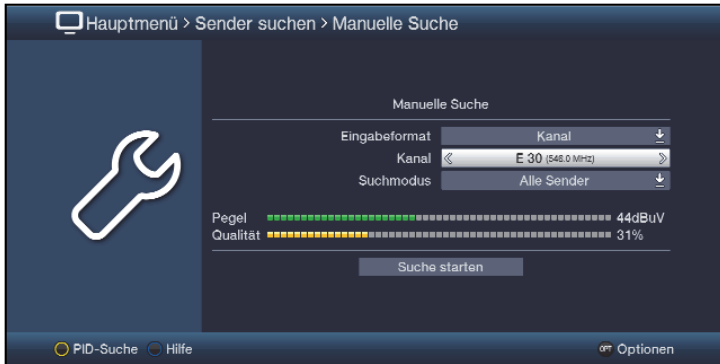 Hauptmenü > Sender suchen > Manuelle Suche
Manuelle Suche
Eingabeformat Kanal
Kanal E 30 (546.0 MHz)
Suchmodus Alle Sender
Pegel 44dBuV
Qualität 31%
Suche starten
PID-Suche Hilfe OPT Optionen